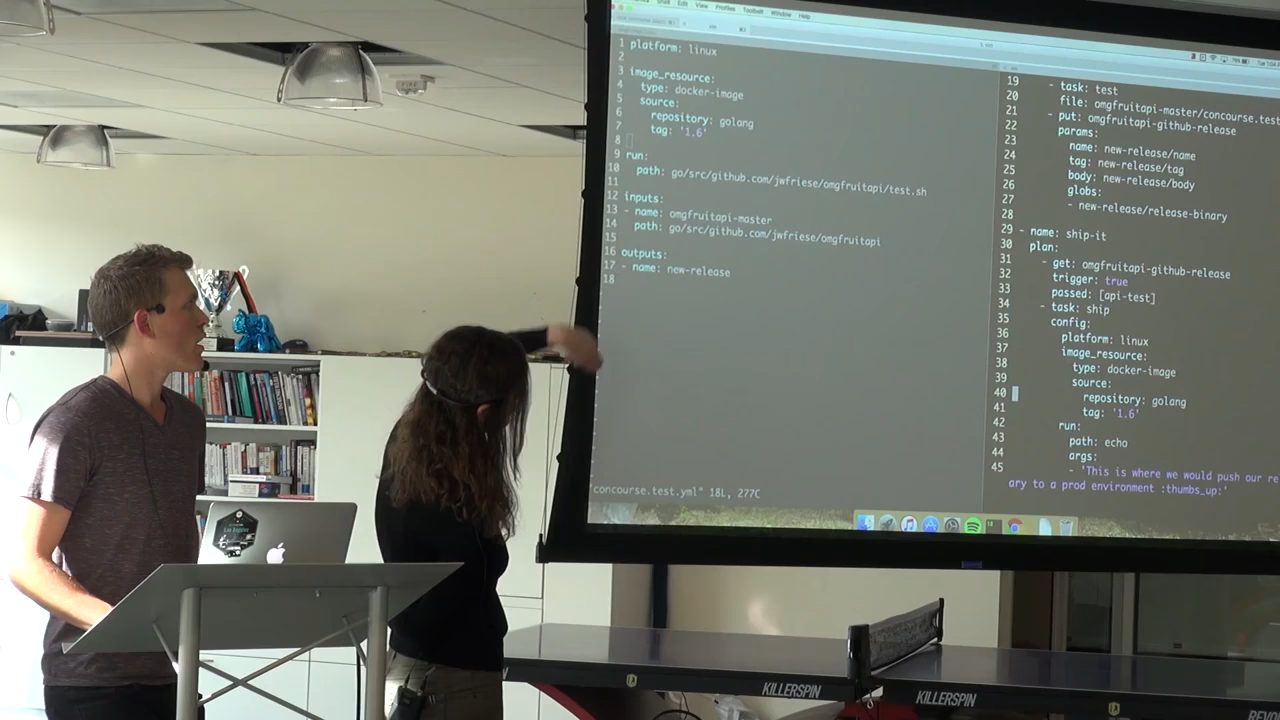 Edit View Profiles Toolbelt Window Help
1 platform: linux
2
3 image_resource:
4 type: docker-image
5 source:
6 repository: golang
7 tag: '1.6'
8
9 run:
10 path: go/src/github.com/jwfriese/omgfruitapi/test.sh
11
12 inputs:
13 - name: omgfruitapi-master
14 path: go/src/github.com/jwfriese/omgfruitapi
15
16 outputs:
17 - name: new-release
18
"concourse.test.yml" 18L, 277C
19 - task: test
20 file: omgfruitapi-master/concourse.test
21 - put: omgfruitapi-github-release
22 params:
23 name: new-release/name
24 tag: new-release/tag
25 body: new-release/body
26 globs:
27 - new-release/release-binary
28
29 - name: ship-it
30 plan:
31 - get: omgfruitapi-github-release
32 trigger: true
33 passed: [api-test]
34 - task: ship
35 config:
36 platform: linux
37 image_resource:
38 type: docker-image
39 source:
40 repository: golang
41 tag: '1.6'
42 run:
43 path: echo
44 args:
45 - 'This is where we would push our re
ary to a prod environment :thumbs_up:'
FIRE
KILLERSPIN
KILLERSPIN